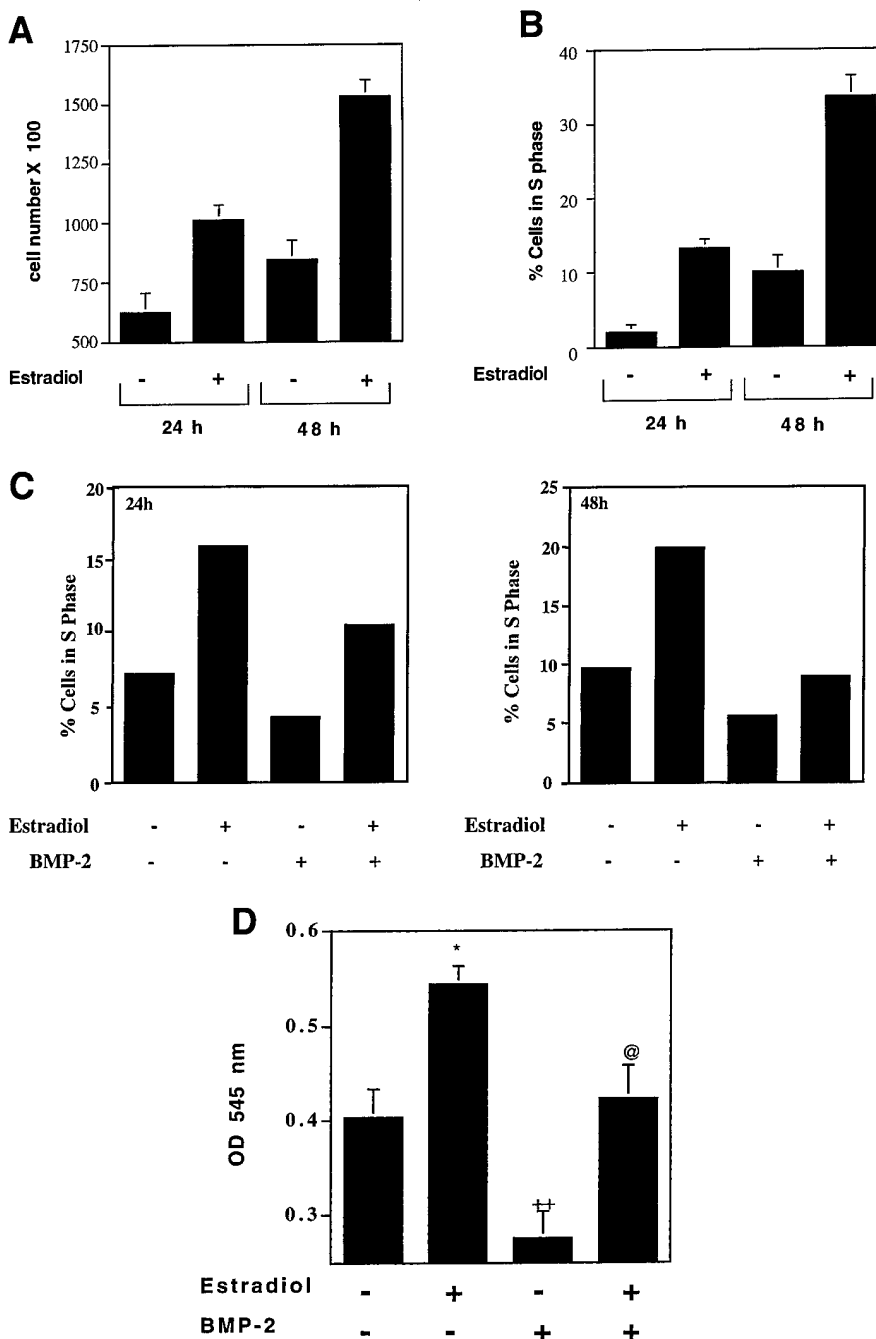 A
1750
1500
1250
1000
750
500
cell number X 100
Estradiol - + - +
24 h 48 h
B
40
30
20
10
0
% Cells in S phase
Estradiol - + - +
24 h 48 h
C
20
15
10
5
0
24h
% Cells in S Phase
Estradiol - + - +
BMP-2 - - + +
25
20
15
10
5
0
48h
% Cells in S Phase
Estradiol - + - +
BMP-2 - - + +
D
0.6
0.5
0.4
0.3
OD 545 nm
*
++
@
Estradiol - + - +
BMP-2 - - + +